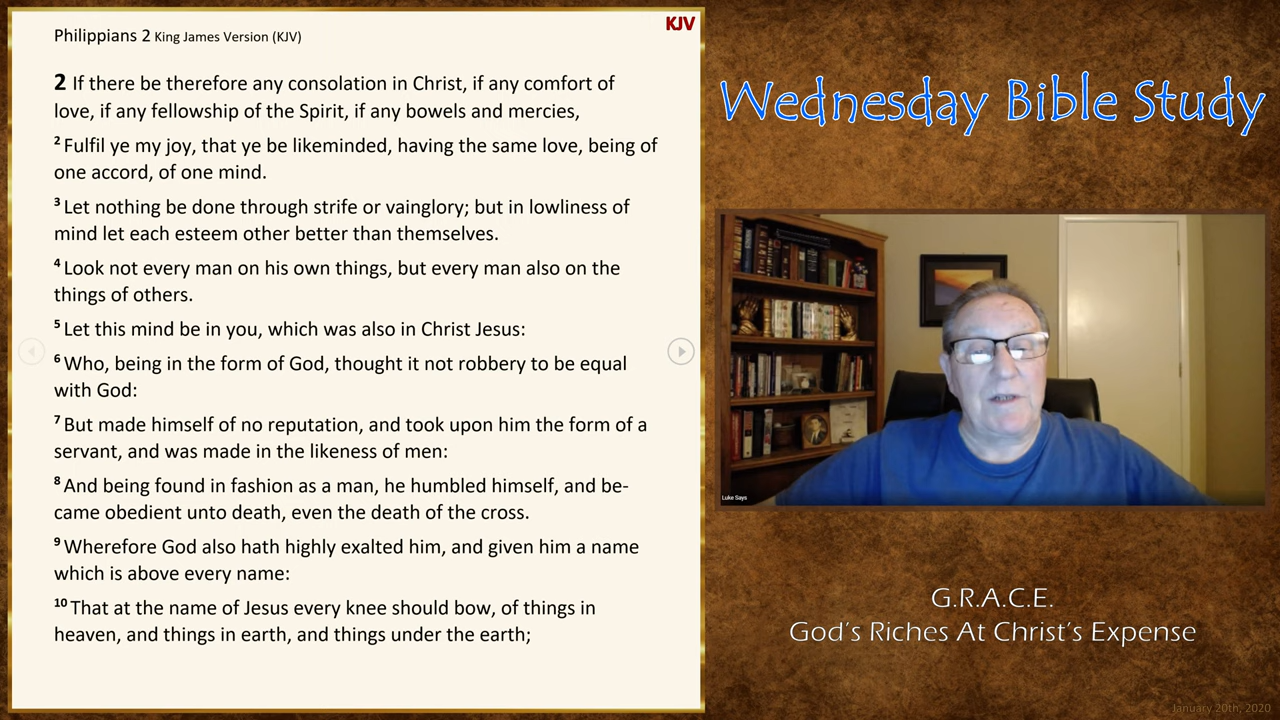 KJV
Philippians 2 King James Version (KJV)
2 If there be therefore any consolation in Christ, if any comfort of
love, if any fellowship of the Spirit, if any bowels and mercies,
2 Fulfil ye my joy, that ye be likeminded, having the same love, being of
one accord, of one mind.
3 Let nothing be done through strife or vainglory; but in lowliness of
mind let each esteem other better than themselves.
4 Look not every man on his own things, but every man also on the
things of others.
5 Let this mind be in you, which was also in Christ Jesus:
6 Who, being in the form of God, thought it not robbery to be equal
with God:
7 But made himself of no reputation, and took upon him the form of a
servant, and was made in the likeness of men:
8 And being found in fashion as a man, he humbled himself, and be-
came obedient unto death, even the death of the cross.
9 Wherefore God also hath highly exalted him, and given him a name
which is above every name:
10 That at the name of Jesus every knee should bow, of things in
heaven, and things in earth, and things under the earth;
Wednesday Bible Study
Luke Says
G.R.A.C.E.
God's Riches At Christ's Expense
January 20th, 2020